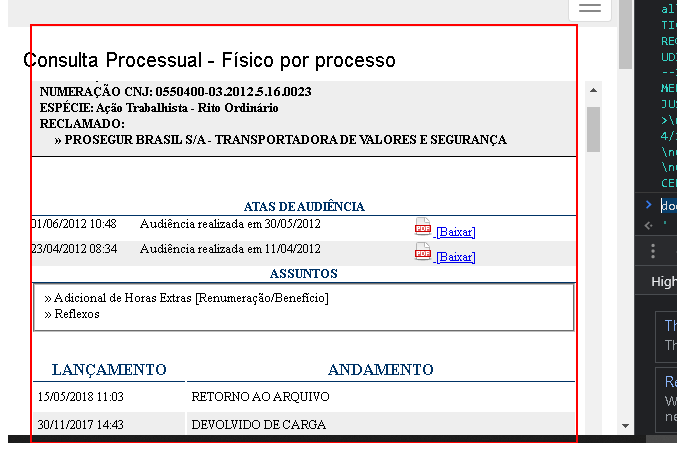 Consulta Processual - Físico por processo
NUMERAÇÃO CNJ: 0550400-03.2012.5.16.0023
ESPÉCIE: Ação Trabalhista - Rito Ordinário
RECLAMADO:
» PROSEGUR BRASIL S/A - TRANSPORTADORA DE VALORES E SEGURANÇA
ATAS DE AUDIÊNCIA
01/06/2012 10:48 Audiência realizada em 30/05/2012 PDF [Baixar]
23/04/2012 08:34 Audiência realizada em 11/04/2012 PDF [Baixar]
ASSUNTOS
» Adicional de Horas Extras [Renumeração/Benefício]
» Reflexos
LANÇAMENTO ANDAMENTO
15/05/2018 11:03 RETORNO AO ARQUIVO
30/11/2017 14:43 DEVOLVIDO DE CARGA
al
TI
RE
UD
--
ME
JUS
>\n
4/
\n
\n
CE
> do
High
Th
Th
Re
W
ne